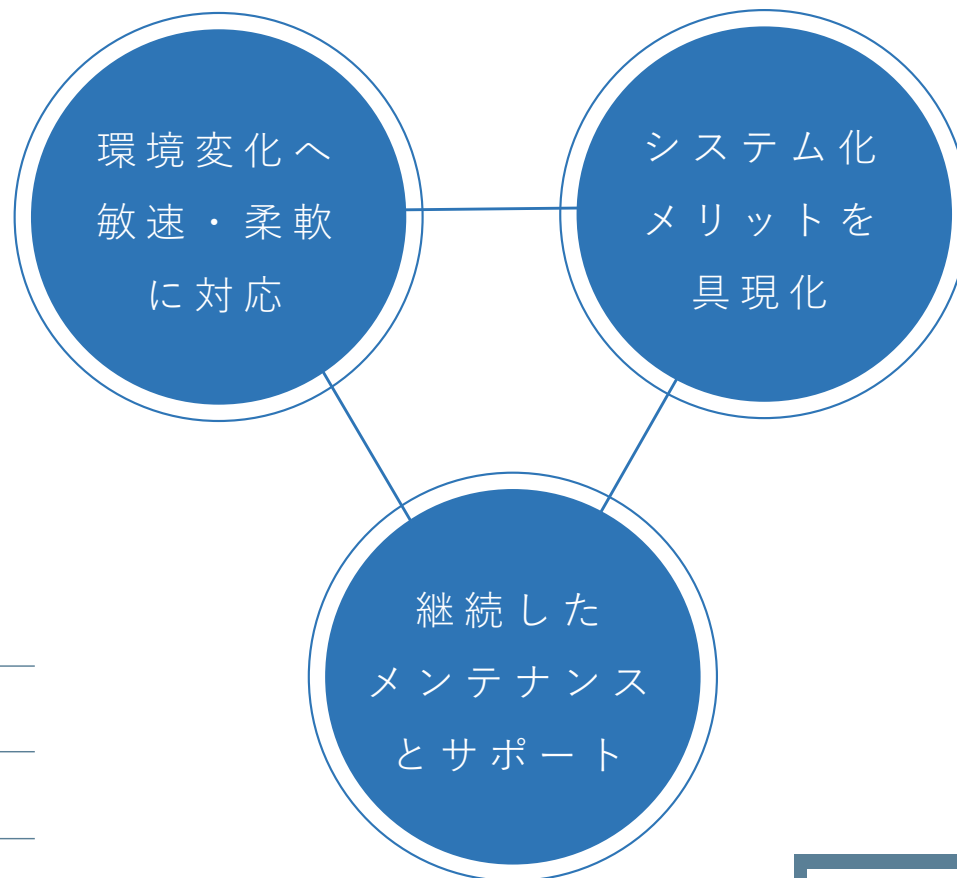 環境変化へ
敏速・柔軟
に対応
システム化
メリットを
具現化
継続した
メンテナンス
とサポート